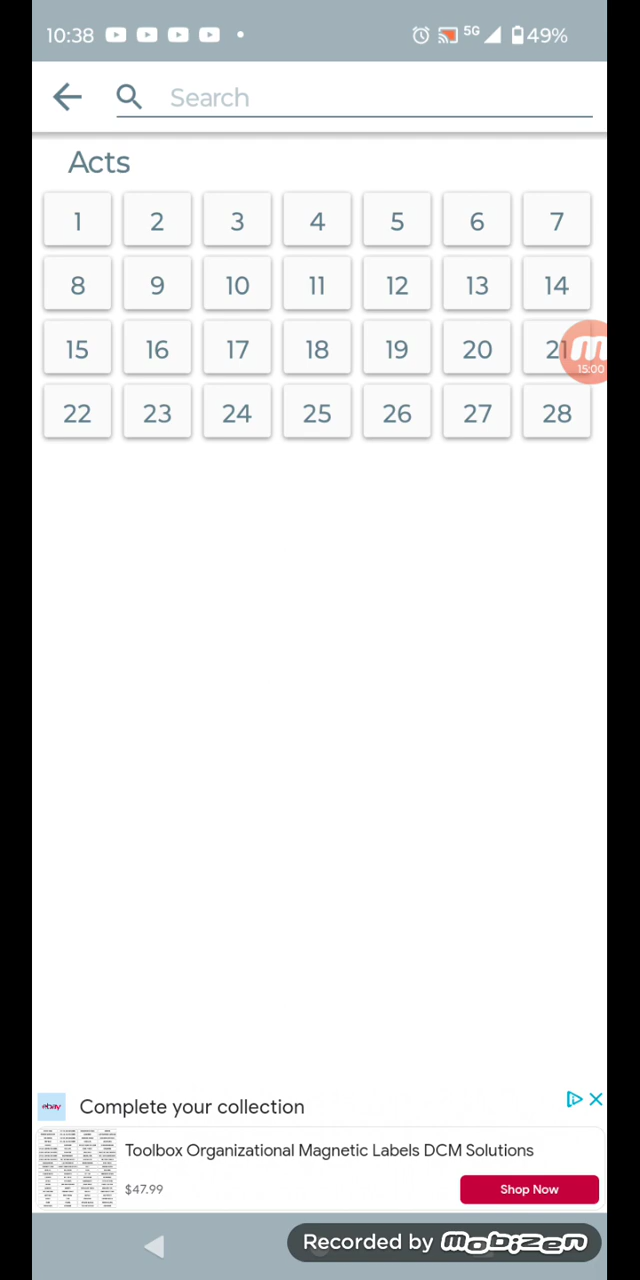 10:38 5G 49%
Search
Acts
1 2 3 4 5 6 7
8 9 10 11 12 13 14
15 16 17 18 19 20 21
15:00
22 23 24 25 26 27 28
ebay Complete your collection
Toolbox Organizational Magnetic Labels DCM Solutions
$47.99 Shop Now
Recorded by mobizen